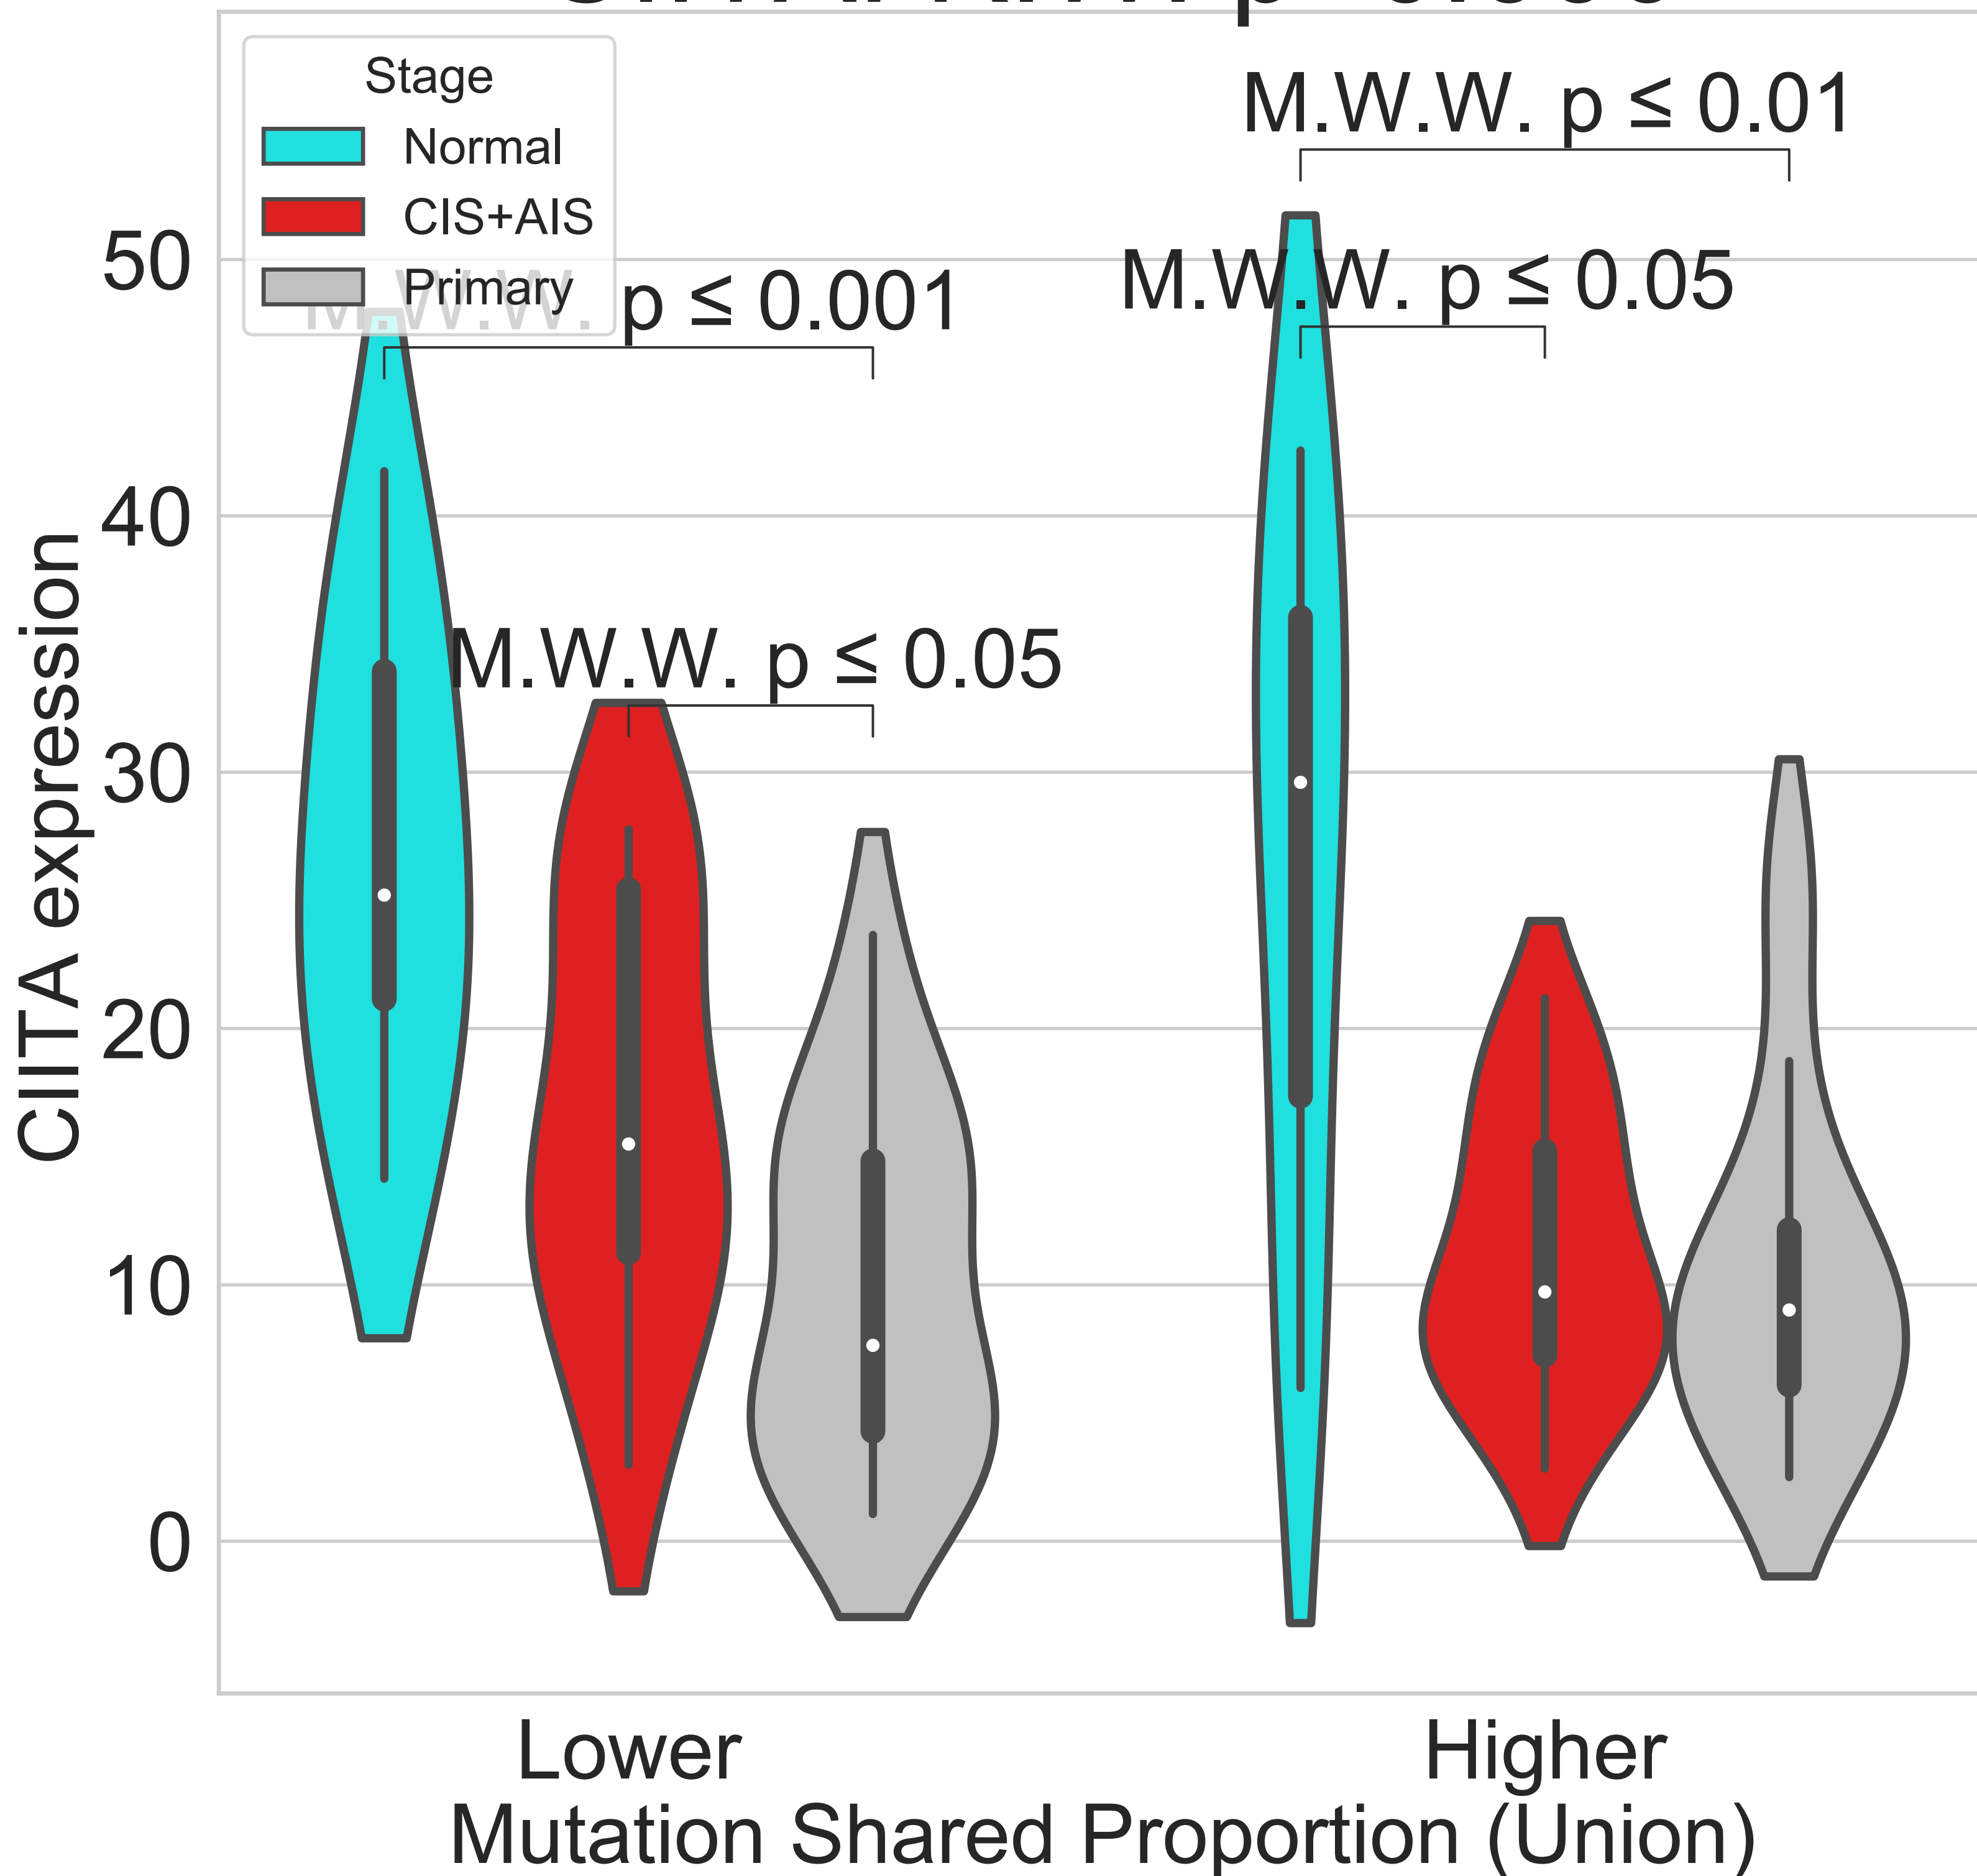 Stage
Normal
CIS+AIS
Primary
M.W.W. p ≤ 0.01
M.W.W. p ≤ 0.05
M.W.W. p ≤ 0.001
M.W.W. p ≤ 0.05
50
40
30
20
10
0
CIITA expression
Lower
Higher
Mutation Shared Proportion (Union)